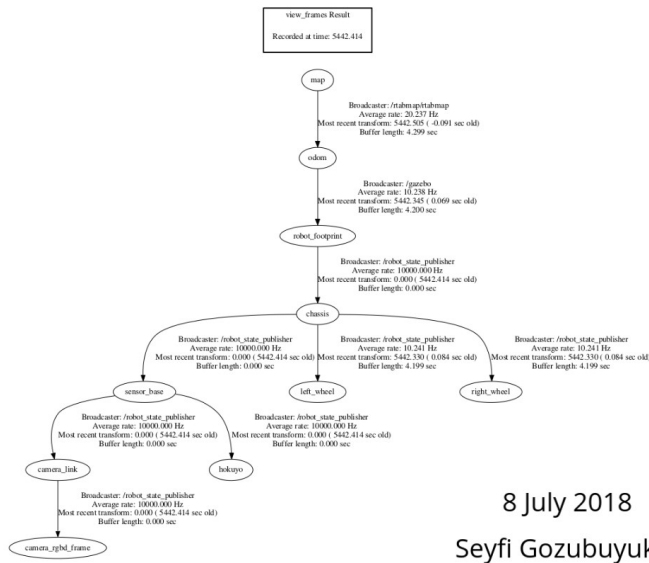 view_frames Result
Recorded at time: 5442.414
map
Broadcaster: /rtabmap/rtabmap
Average rate: 20.237 Hz
Most recent transform: 5442.505 ( -0.091 sec old)
Buffer length: 4.299 sec
odom
Broadcaster: /gazebo
Average rate: 10.238 Hz
Most recent transform: 5442.345 ( 0.069 sec old)
Buffer length: 4.200 sec
robot_footprint
Broadcaster: /robot_state_publisher
Average rate: 10000.000 Hz
Most recent transform: 0.000 ( 5442.414 sec old)
Buffer length: 0.000 sec
chassis
Broadcaster: /robot_state_publisher
Average rate: 10000.000 Hz
Most recent transform: 0.000 ( 5442.414 sec old)
Buffer length: 0.000 sec
Broadcaster: /robot_state_publisher
Average rate: 10.241 Hz
Most recent transform: 5442.330 ( 0.084 sec old)
Buffer length: 4.199 sec
Broadcaster: /robot_state_publisher
Average rate: 10.241 Hz
Most recent transform: 5442.330 ( 0.084 sec old)
Buffer length: 4.199 sec
sensor_base
left_wheel
right_wheel
Broadcaster: /robot_state_publisher
Average rate: 10000.000 Hz
Most recent transform: 0.000 ( 5442.414 sec old)
Buffer length: 0.000 sec
Broadcaster: /robot_state_publisher
Average rate: 10000.000 Hz
Most recent transform: 0.000 ( 5442.414 sec old)
Buffer length: 0.000 sec
camera_link
hokuyo
Broadcaster: /robot_state_publisher
Average rate: 10000.000 Hz
Most recent transform: 0.000 ( 5442.414 sec old)
Buffer length: 0.000 sec
camera_rgbd_frame
8 July 2018
Seyfi Gozubuyuk